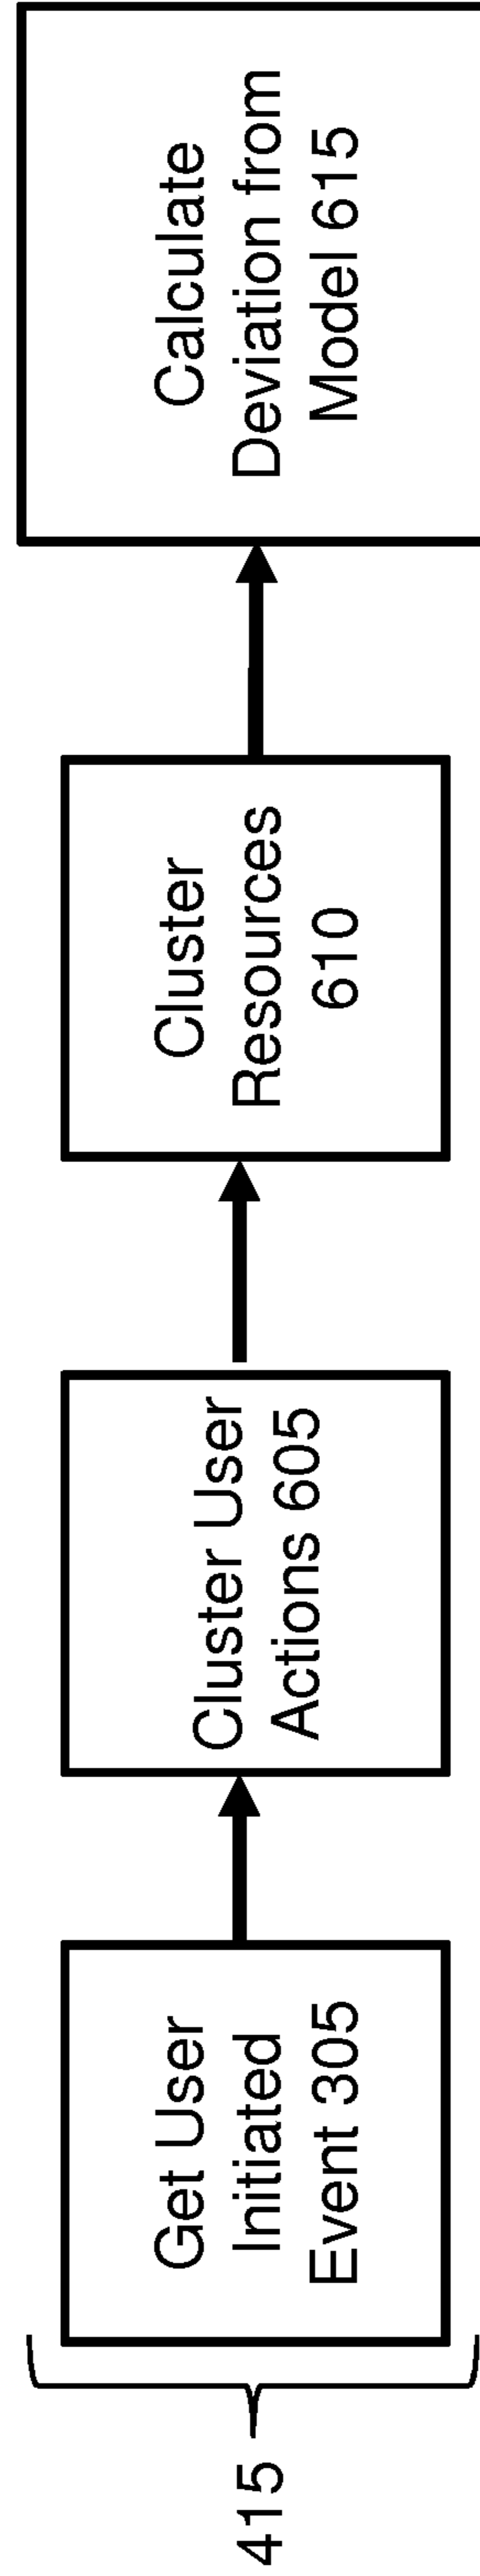 415
Get User
Initiated
Event 305
Cluster User
Actions 605
Cluster
Resources
610
Calculate
Deviation from
Model 615